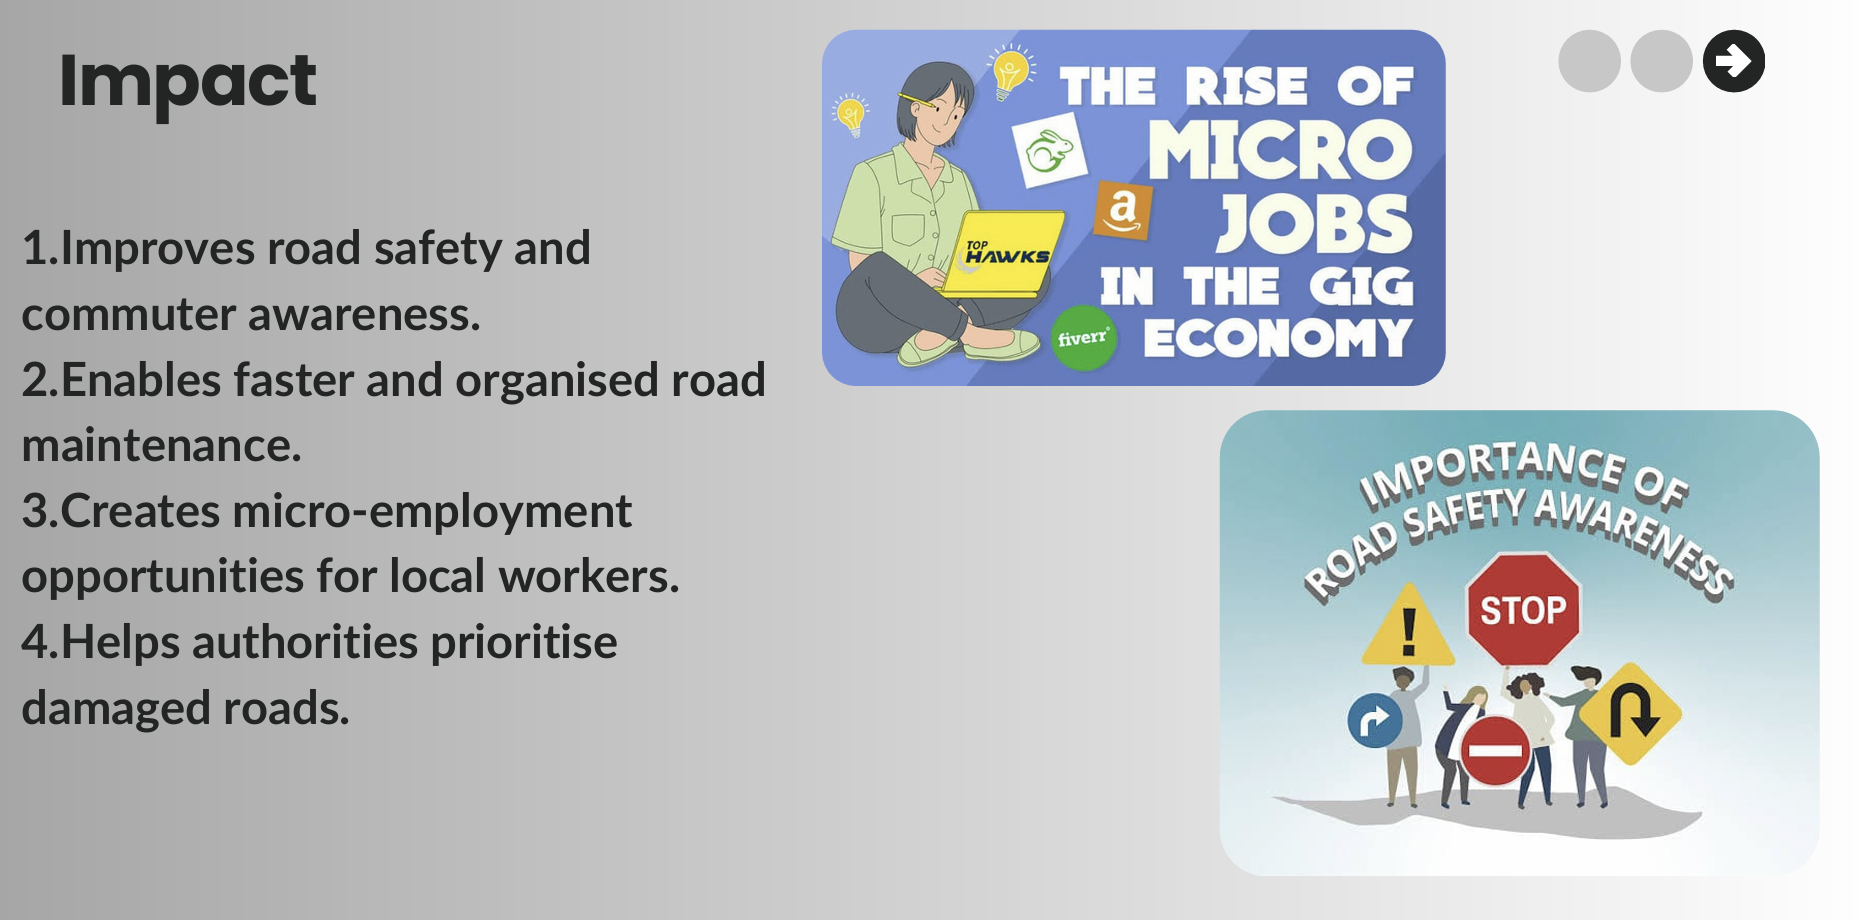 Impact
1.Improves road safety and
commuter awareness.
2.Enables faster and organised road
maintenance.
3.Creates micro-employment
opportunities for local workers.
4.Helps authorities prioritise
damaged roads.
THE RISE OF
MICRO
JOBS
IN THE GIG
ECONOMY
a
TOP
HAWKS
fiverr
IMPORTANCE OF
ROAD SAFETY AWARENESS
STOP
!